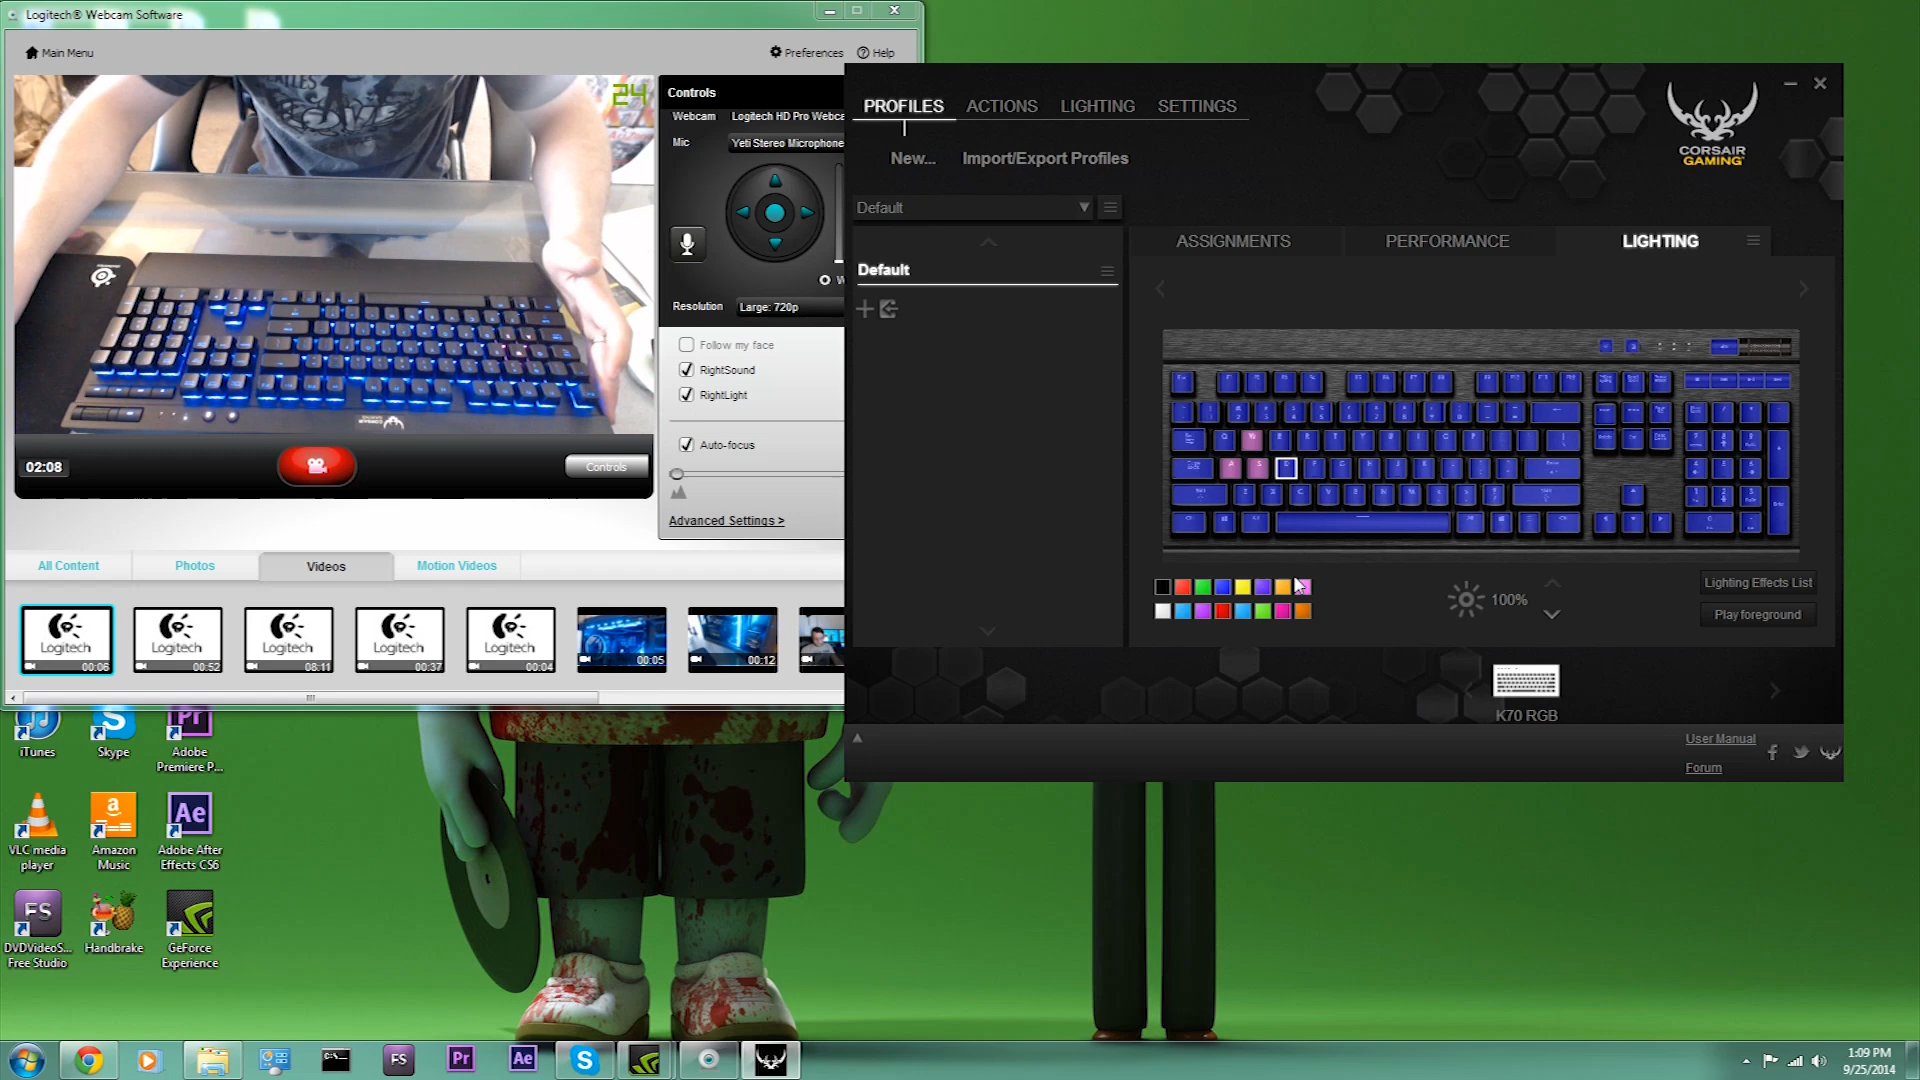 Logitech® Webcam Software
Main Menu
Preferences
Help
24
Controls
Webcam
Logitech HD Pro Webca
Mic
Yeti Stereo Microphone
Resolution
Large: 720p
Follow my face
RightSound
RightLight
Auto-focus
Advanced Settings >
02:08
Controls
All Content
Photos
Videos
Motion Videos
Logitech
00:06
Logitech
00:52
Logitech
08:11
Logitech
00:37
Logitech
00:04
00:05
00:12
PROFILES
ACTIONS
LIGHTING
SETTINGS
New...
Import/Export Profiles
CORSAIR
GAMING
Default
ASSIGNMENTS
PERFORMANCE
LIGHTING
Default
100%
Lighting Effects List
Play foreground
K70 RGB
User Manual
Forum
iTunes
Skype
Adobe
Premiere P...
VLC media
player
Amazon
Music
Adobe After
Effects CS6
DVDVideoS...
Free Studio
Handbrake
GeForce
Experience
FS
Pr
Ae
1:09 PM
9/25/2014